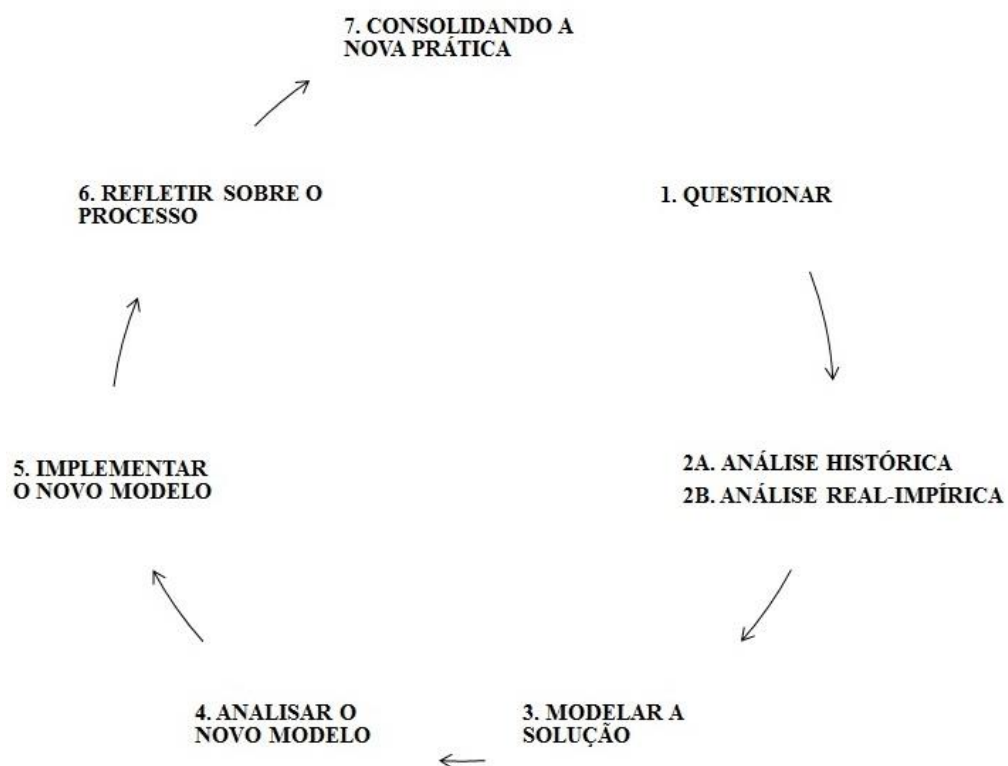 7. CONSOLIDANDO A
NOVA PRÁTICA
6. REFLETIR SOBRE O
PROCESSO
1. QUESTIONAR
5. IMPLEMENTAR
O NOVO MODELO
2A. ANÁLISE HISTÓRICA
2B. ANÁLISE REAL-IMPÍRICA
4. ANALISAR O
NOVO MODELO
3. MODELAR A
SOLUÇÃO